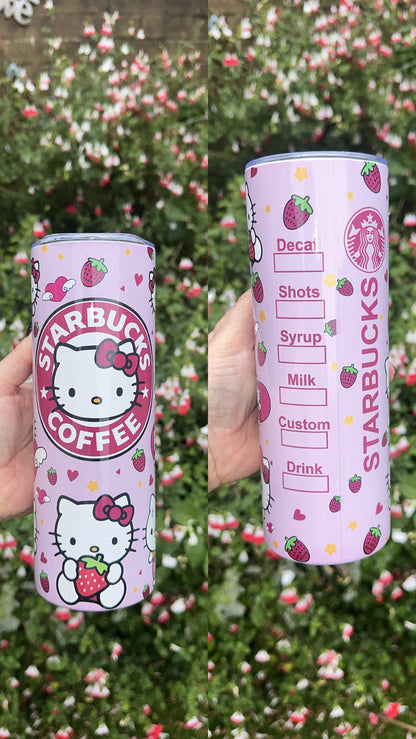 STARBUCKS
COFFEE
Decaf
Shots
Syrup
Milk
Custom
Drink
STARBUCKS